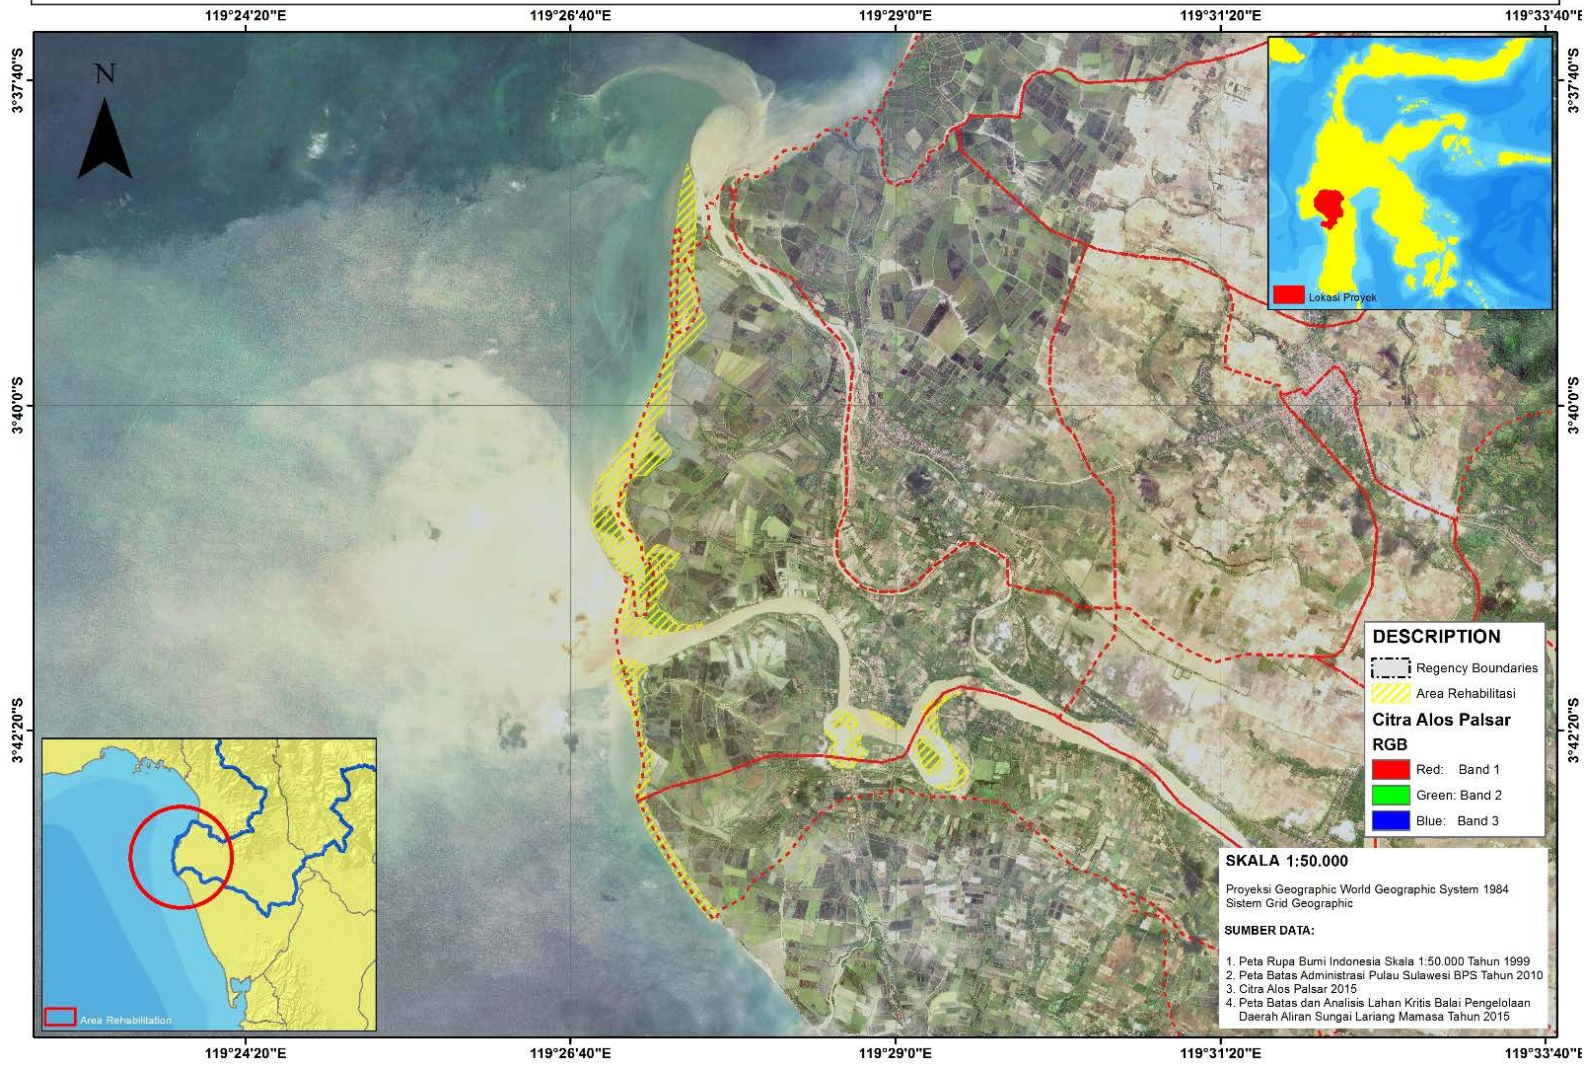 119°24'20"E
119°26'40"E
119°29'0"E
119°31'20"E
119°33'40"E
3°37'40"S
3°37'40"S
N
Lokasi Proyek
3°40'0"S
3°40'0"S
DESCRIPTION
Regency Boundaries
Area Rehabilitasi
Citra Alos Palsar
RGB
Red: Band 1
Green: Band 2
Blue: Band 3
3°42'20"S
3°42'20"S
SKALA 1:50.000
Proyeksi Geographic World Geographic System 1984
Sistem Grid Geographic
SUMBER DATA:
1. Peta Rupa Bumi Indonesia Skala 1:50.000 Tahun 1999
2. Peta Batas Administrasi Pulau Sulawesi BPS Tahun 2010
3. Citra Alos Palsar 2015
4. Peta Batas dan Analisis Lahan Kritis Balai Pengelolaan
Daerah Aliran Sungai Lariang Mamasa Tahun 2015
Area Rehabilitation
119°24'20"E
119°26'40"E
119°29'0"E
119°31'20"E
119°33'40"E